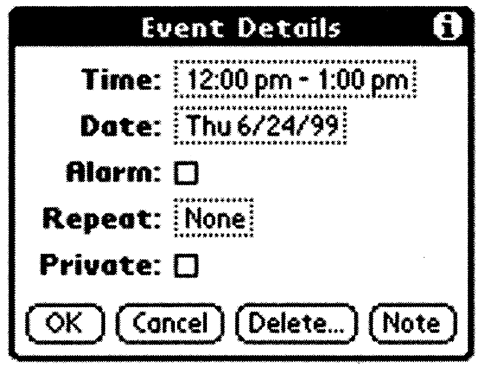 Event Details i
Time: 12:00 pm - 1:00 pm
Date: Thu 6/24/99
Alarm:
Repeat: None
Private:
OK Cancel Delete... Note